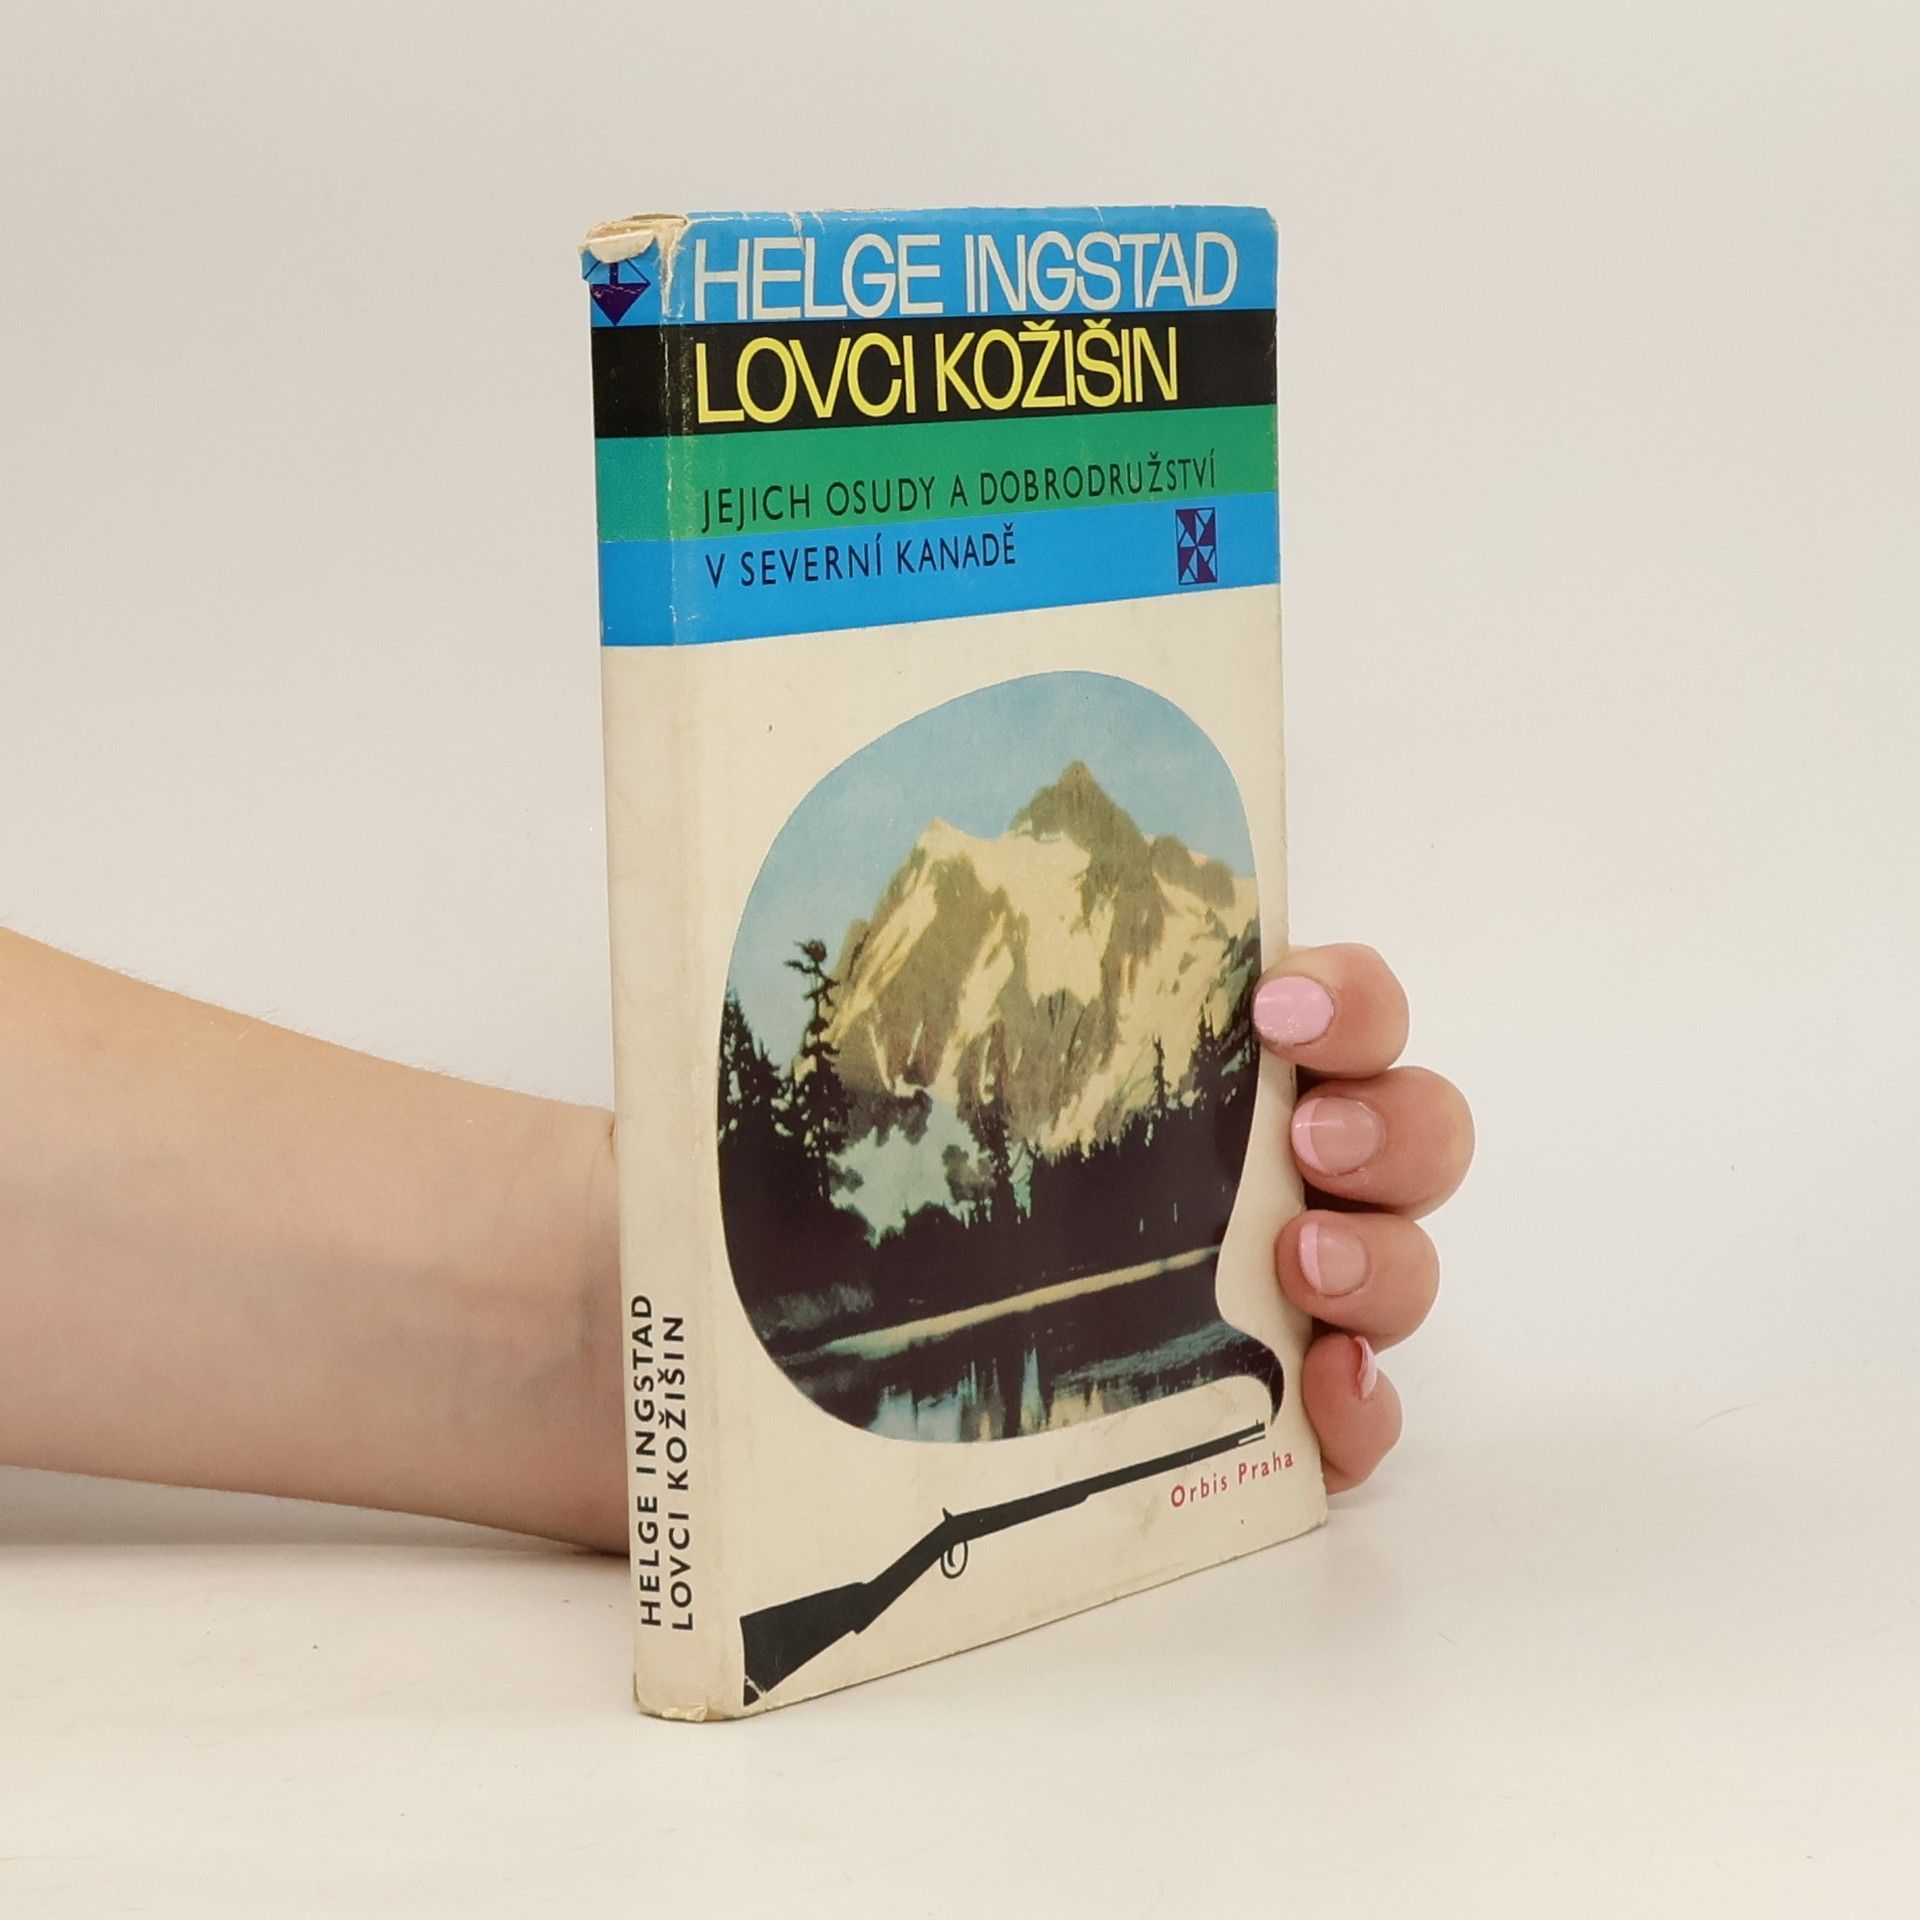 HELGE INGSTAD
LOVCI KOŽIŠIN
JEJICH OSUDY A DOBRODRUŽSTVÍ
V SEVERNÍ KANADĚ
Orbis Praha
HELGE INGSTAD
LOVCI KOŽIŠIN